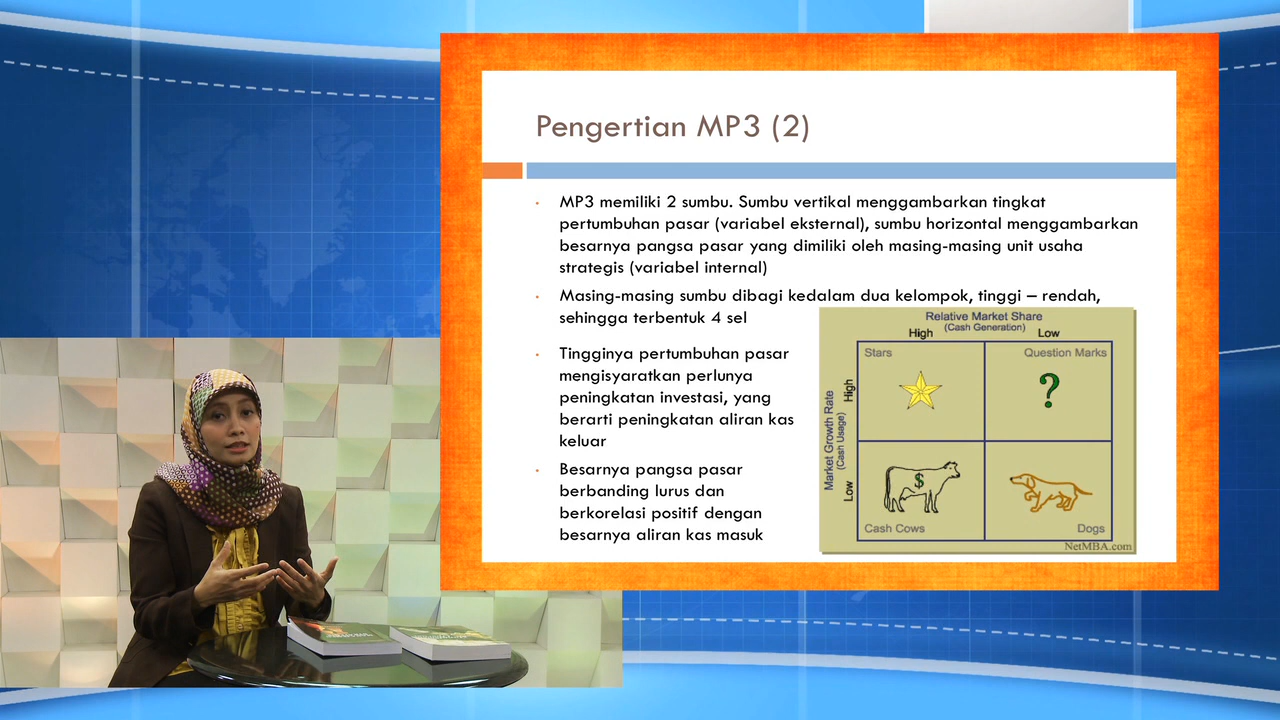 Pengertian MP3 (2)
MP3 memiliki 2 sumbu. Sumbu vertikal menggambarkan tingkat
pertumbuhan pasar (variabel eksternal), sumbu horizontal menggambarkan
besarnya pangsa pasar yang dimiliki oleh masing-masing unit usaha
strategis (variabel internal)
Masing-masing sumbu dibagi kedalam dua kelompok, tinggi – rendah,
sehingga terbentuk 4 sel
Tingginya pertumbuhan pasar
mengisyaratkan perlunya
peningkatan investasi, yang
berarti peningkatan aliran kas
keluar
Besarnya pangsa pasar
berbanding lurus dan
berkorelasi positif dengan
besarnya aliran kas masuk
Relative Market Share
(Cash Generation)
High Low
Market Growth Rate
(Cash Usage)
High
Low
Stars
Question Marks
?
$
Cash Cows
Dogs
NetMBA.com